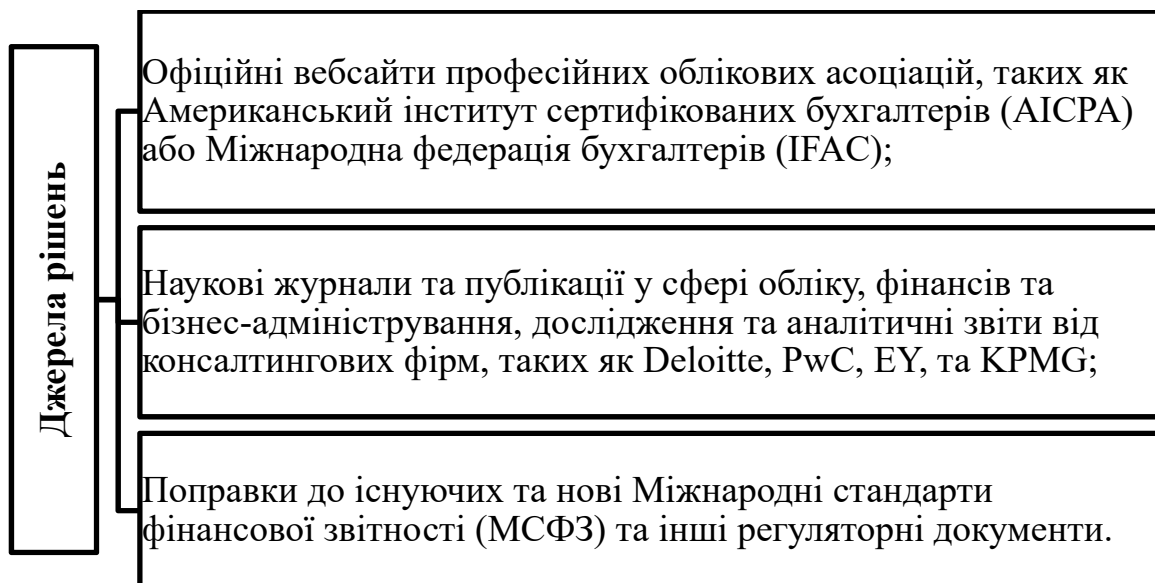 Джерела рішень
Офіційні вебсайти професійних облікових асоціацій, таких як
Американський інститут сертифікованих бухгалтерів (AICPA)
або Міжнародна федерація бухгалтерів (IFAC);
Наукові журнали та публікації у сфері обліку, фінансів та
бізнес-адміністрування, дослідження та аналітичні звіти від
консалтингових фірм, таких як Deloitte, PwC, EY, та KPMG;
Поправки до існуючих та нові Міжнародні стандарти
фінансової звітності (МСФЗ) та інші регуляторні документи.